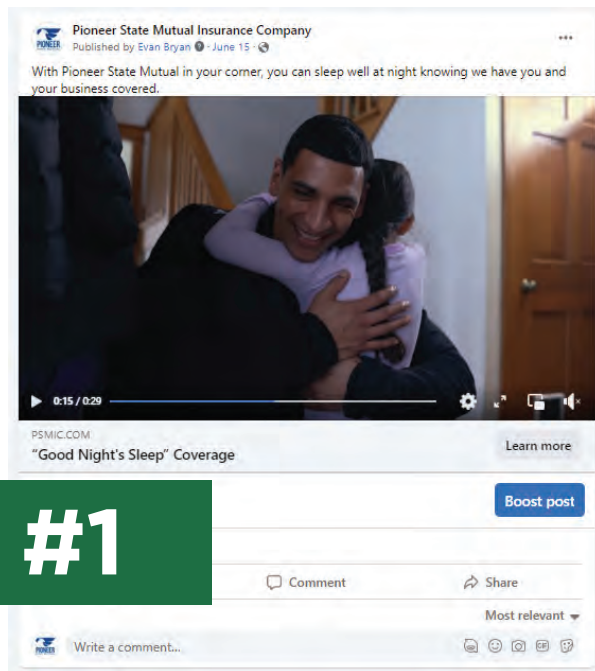 Pioneer State Mutual Insurance Company
Published by Evan Bryan · June 15 ·
With Pioneer State Mutual in your corner, you can sleep well at night knowing we have you and
your business covered.
0:15 / 0:29
PSMIC.COM
"Good Night's Sleep" Coverage
Learn more
Boost post
#1
Comment
Share
Most relevant
PIONEER
Write a comment...
GIF